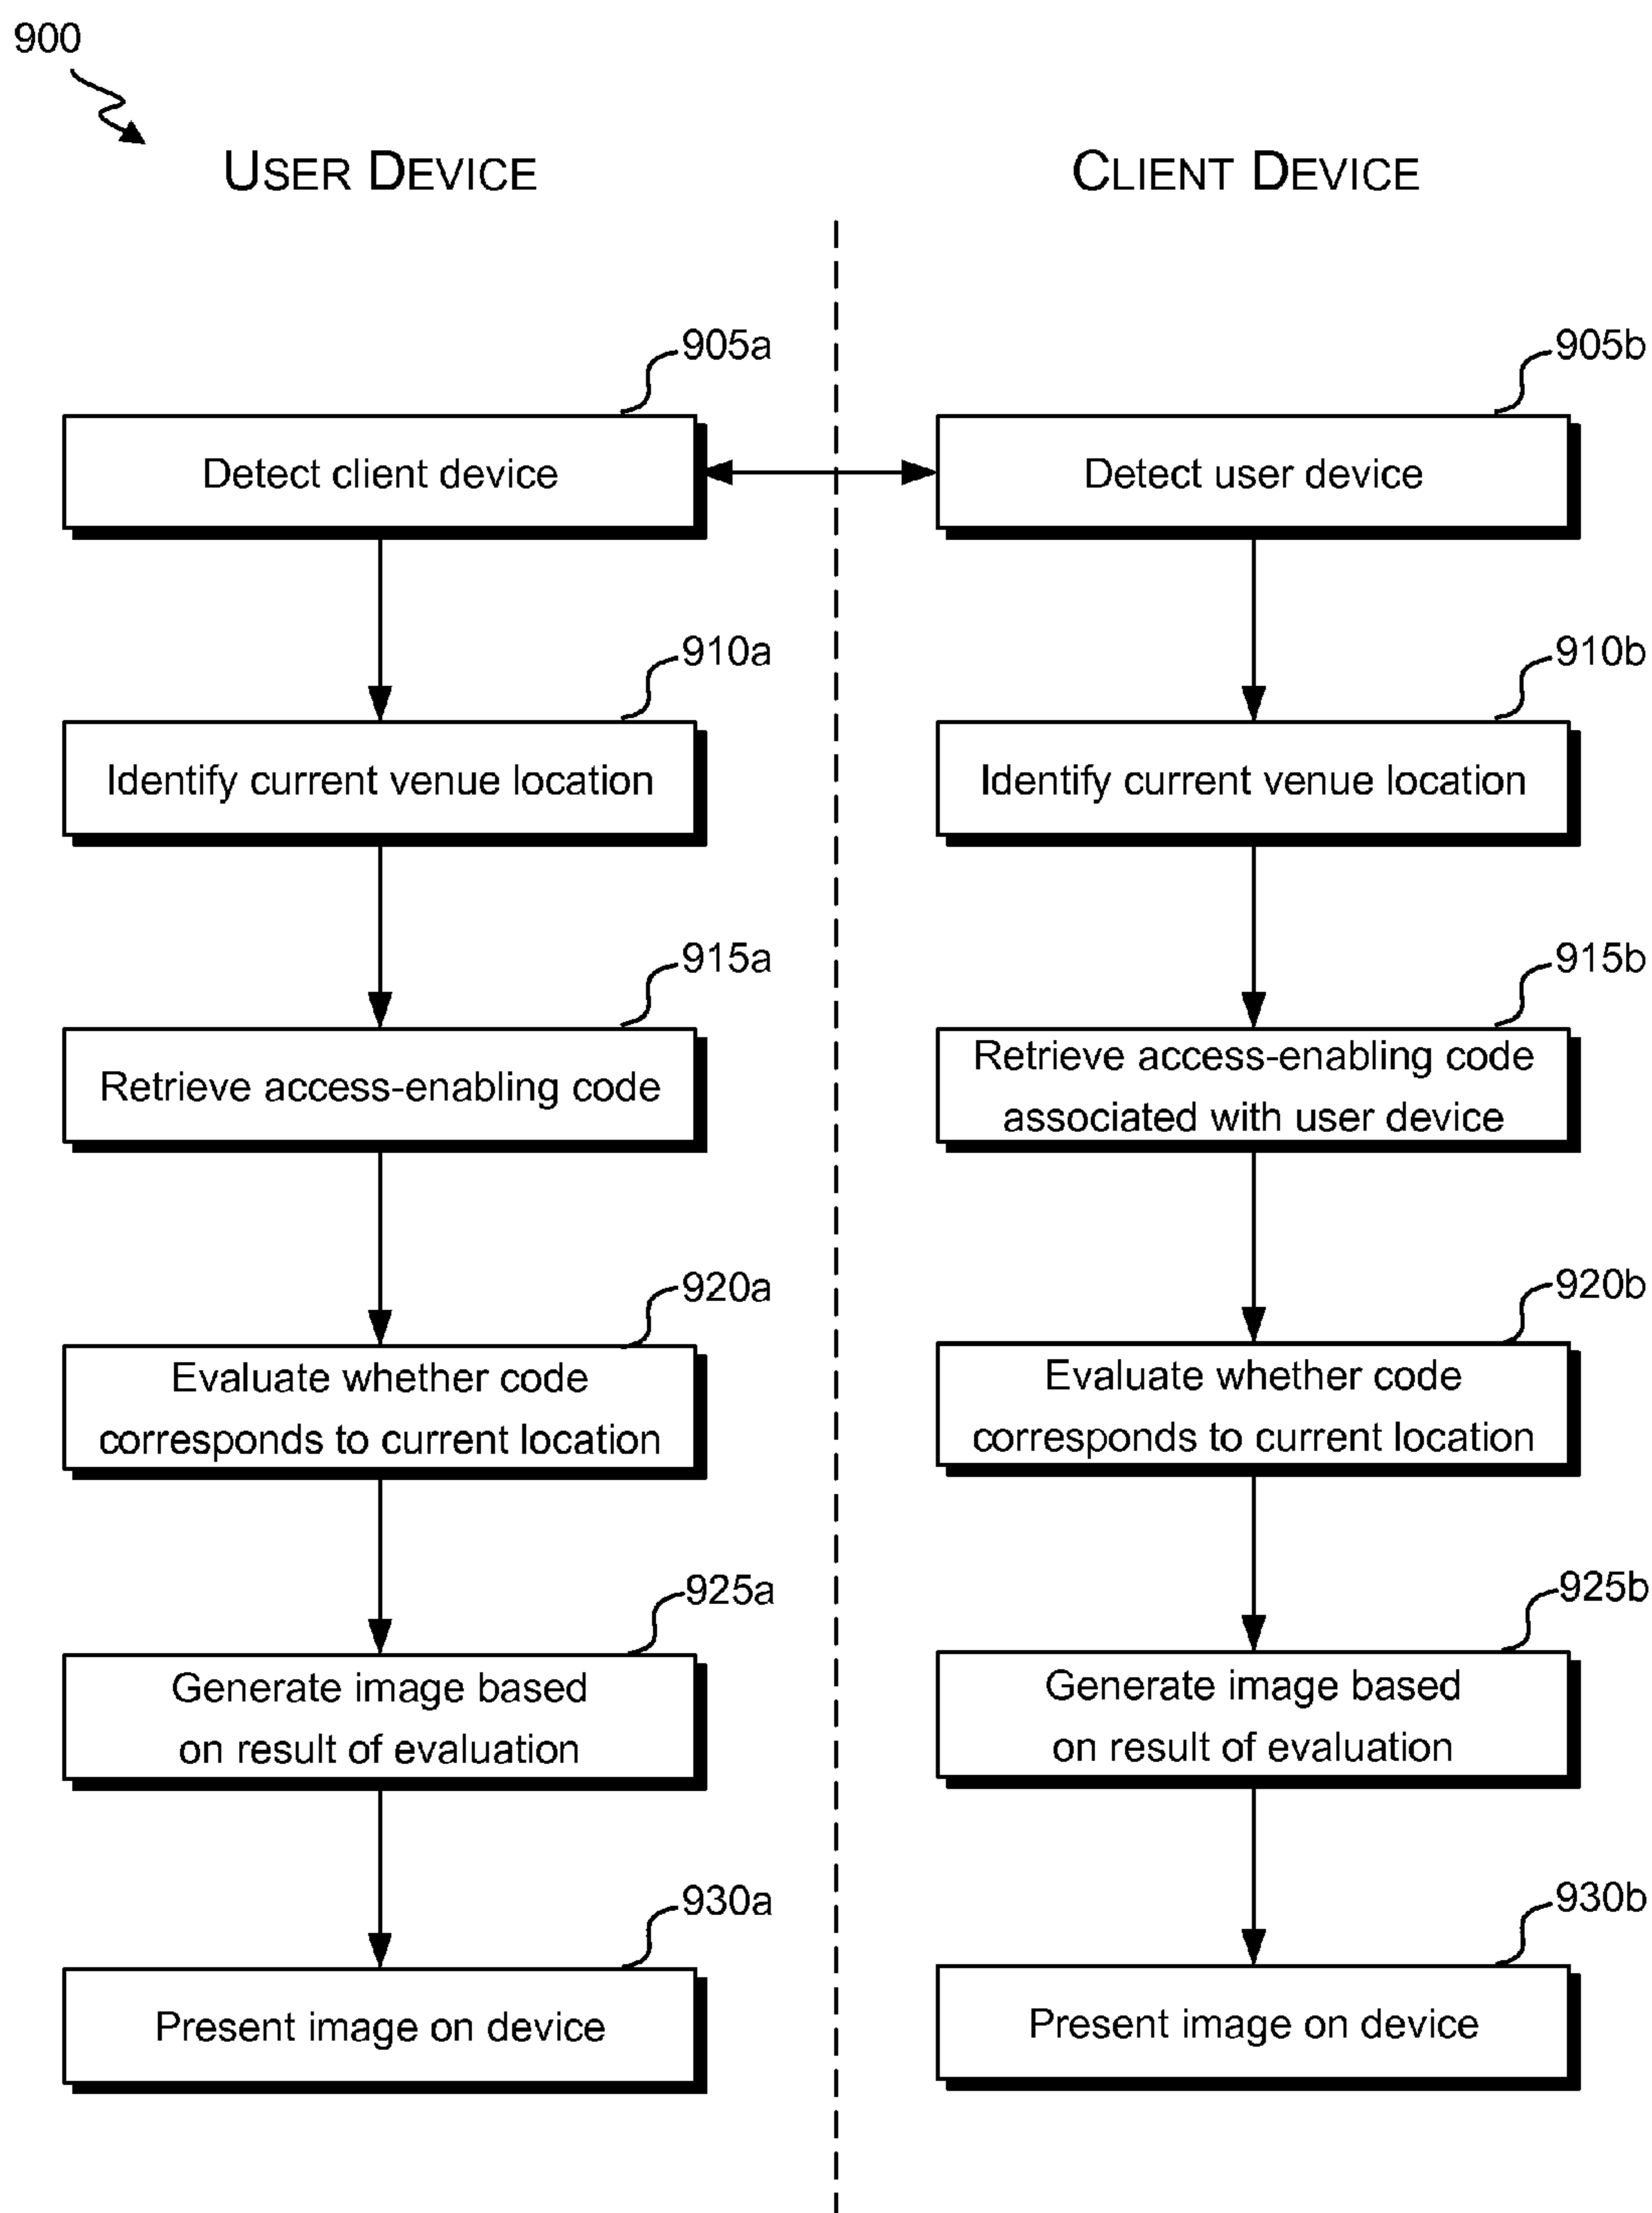 900
USER DEVICE
CLIENT DEVICE
905a
905b
Detect client device
Detect user device
910a
910b
Identify current venue location
Identify current venue location
915a
915b
Retrieve access-enabling code
Retrieve access-enabling code
associated with user device
920a
920b
Evaluate whether code
corresponds to current location
Evaluate whether code
corresponds to current location
925a
925b
Generate image based
on result of evaluation
Generate image based
on result of evaluation
930a
930b
Present image on device
Present image on device